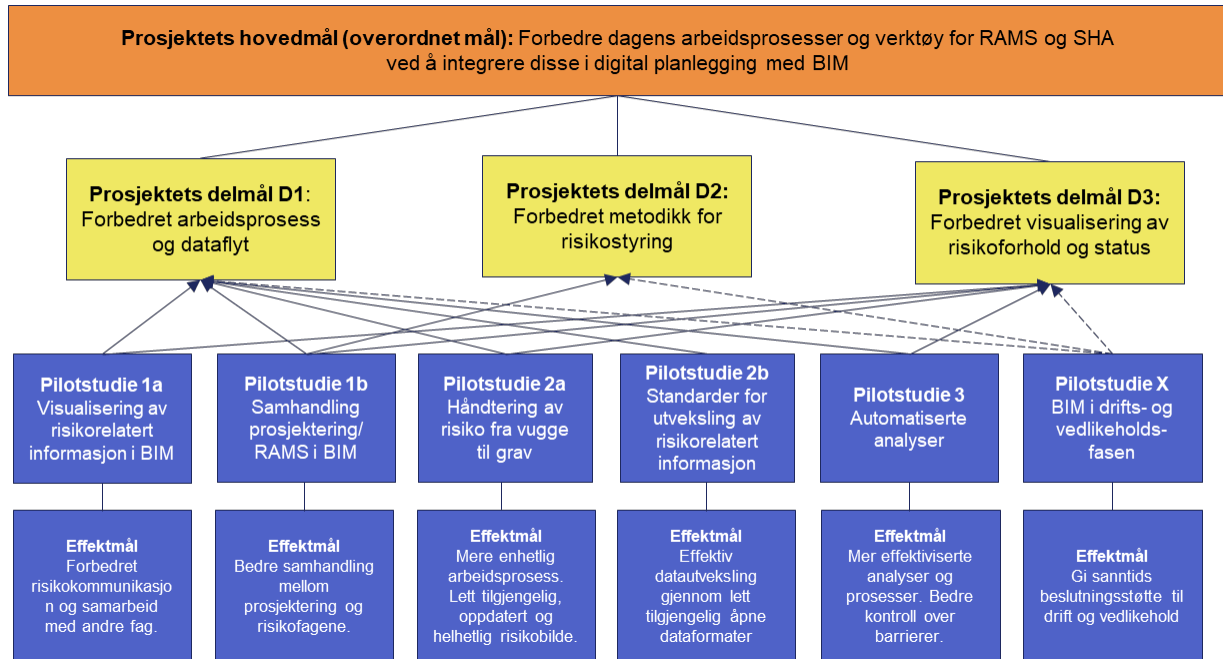 Prosjektets hovedmål (overordnet mål): Forbedre dagens arbeidsprosesser og verktøy for RAMS og SHA
ved å integrere disse i digital planlegging med BIM
Prosjektets delmål D1:
Forbedret arbeidsprosess
og dataflyt
Prosjektets delmål D2:
Forbedret metodikk for
risikostyring
Prosjektets delmål D3:
Forbedret visualisering av
risikoforhold og status
Pilotstudie 1a
Visualisering av
risikorelatert
informasjon i BIM
Pilotstudie 1b
Samhandling
prosjektering/
RAMS i BIM
Pilotstudie 2a
Håndtering av
risiko fra vugge
til grav
Pilotstudie 2b
Standarder for
utveksling av
risikorelatert
informasjon
Pilotstudie 3
Automatiserte
analyser
Pilotstudie X
BIM i drifts- og
vedlikeholds-
fasen
Effektmål
Forbedret
risikokommunikasjo
n og samarbeid
med andre fag.
Effektmål
Bedre samhandling
mellom
prosjektering og
risikofagene.
Effektmål
Mere enhetlig
arbeidsprosess.
Lett tilgjengelig,
oppdatert og
helhetlig risikobilde.
Effektmål
Effektiv
datautveksling
gjennom lett
tilgjengelig åpne
dataformater
Effektmål
Mer effektiviserte
analyser og
prosesser. Bedre
kontroll over
barrierer.
Effektmål
Gi sanntids
beslutningsstøtte til
drift og vedlikehold